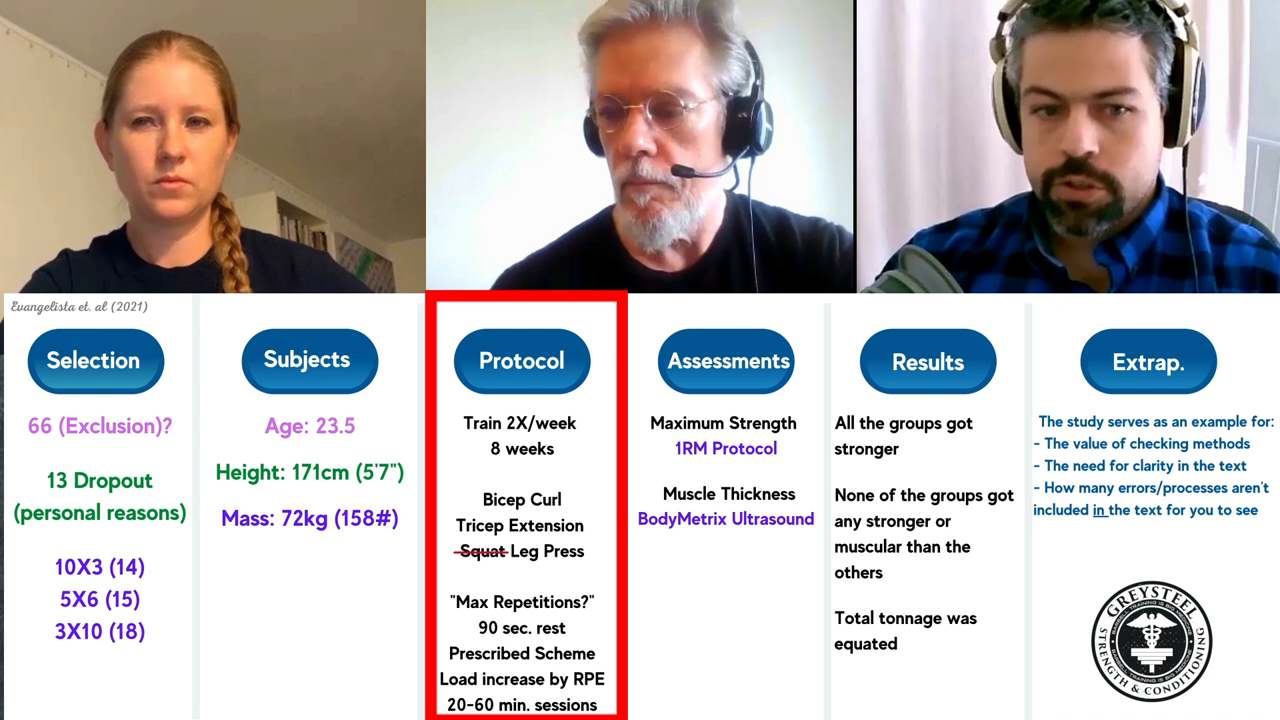 Evangelista et. al (2021)
Selection
66 (Exclusion)?
13 Dropout
(personal reasons)
10X3 (14)
5X6 (15)
3X10 (18)
Subjects
Age: 23.5
Height: 171cm (5'7")
Mass: 72kg (158#)
Protocol
Train 2X/week
8 weeks
Bicep Curl
Tricep Extension
Squat Leg Press
"Max Repetitions?"
90 sec. rest
Prescribed Scheme
Load increase by RPE
20-60 min. sessions
Assessments
Maximum Strength
1RM Protocol
Muscle Thickness
BodyMetrix Ultrasound
Results
All the groups got
stronger
None of the groups got
any stronger or
muscular than the
others
Total tonnage was
equated
Extrap.
The study serves as an example for:
- The value of checking methods
- The need for clarity in the text
- How many errors/processes aren't
included in the text for you to see
GREYSTEEL
STRENGTH & CONDITIONING